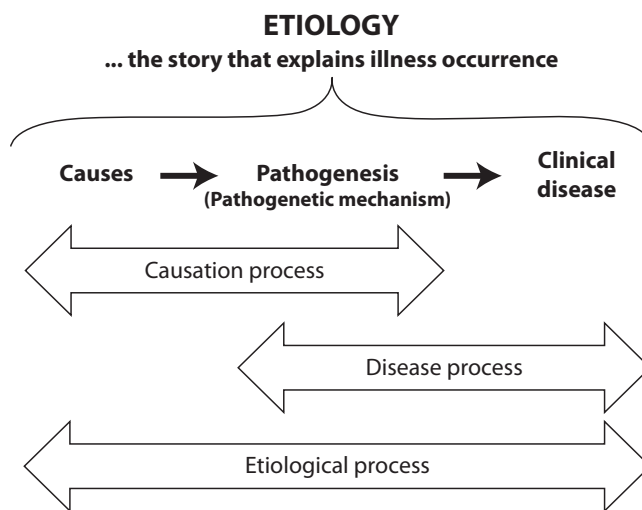 ETIOLOGY
... the story that explains illness occurrence
Causes
Pathogenesis
(Pathogenetic mechanism)
Clinical
disease
Causation process
Disease process
Etiological process